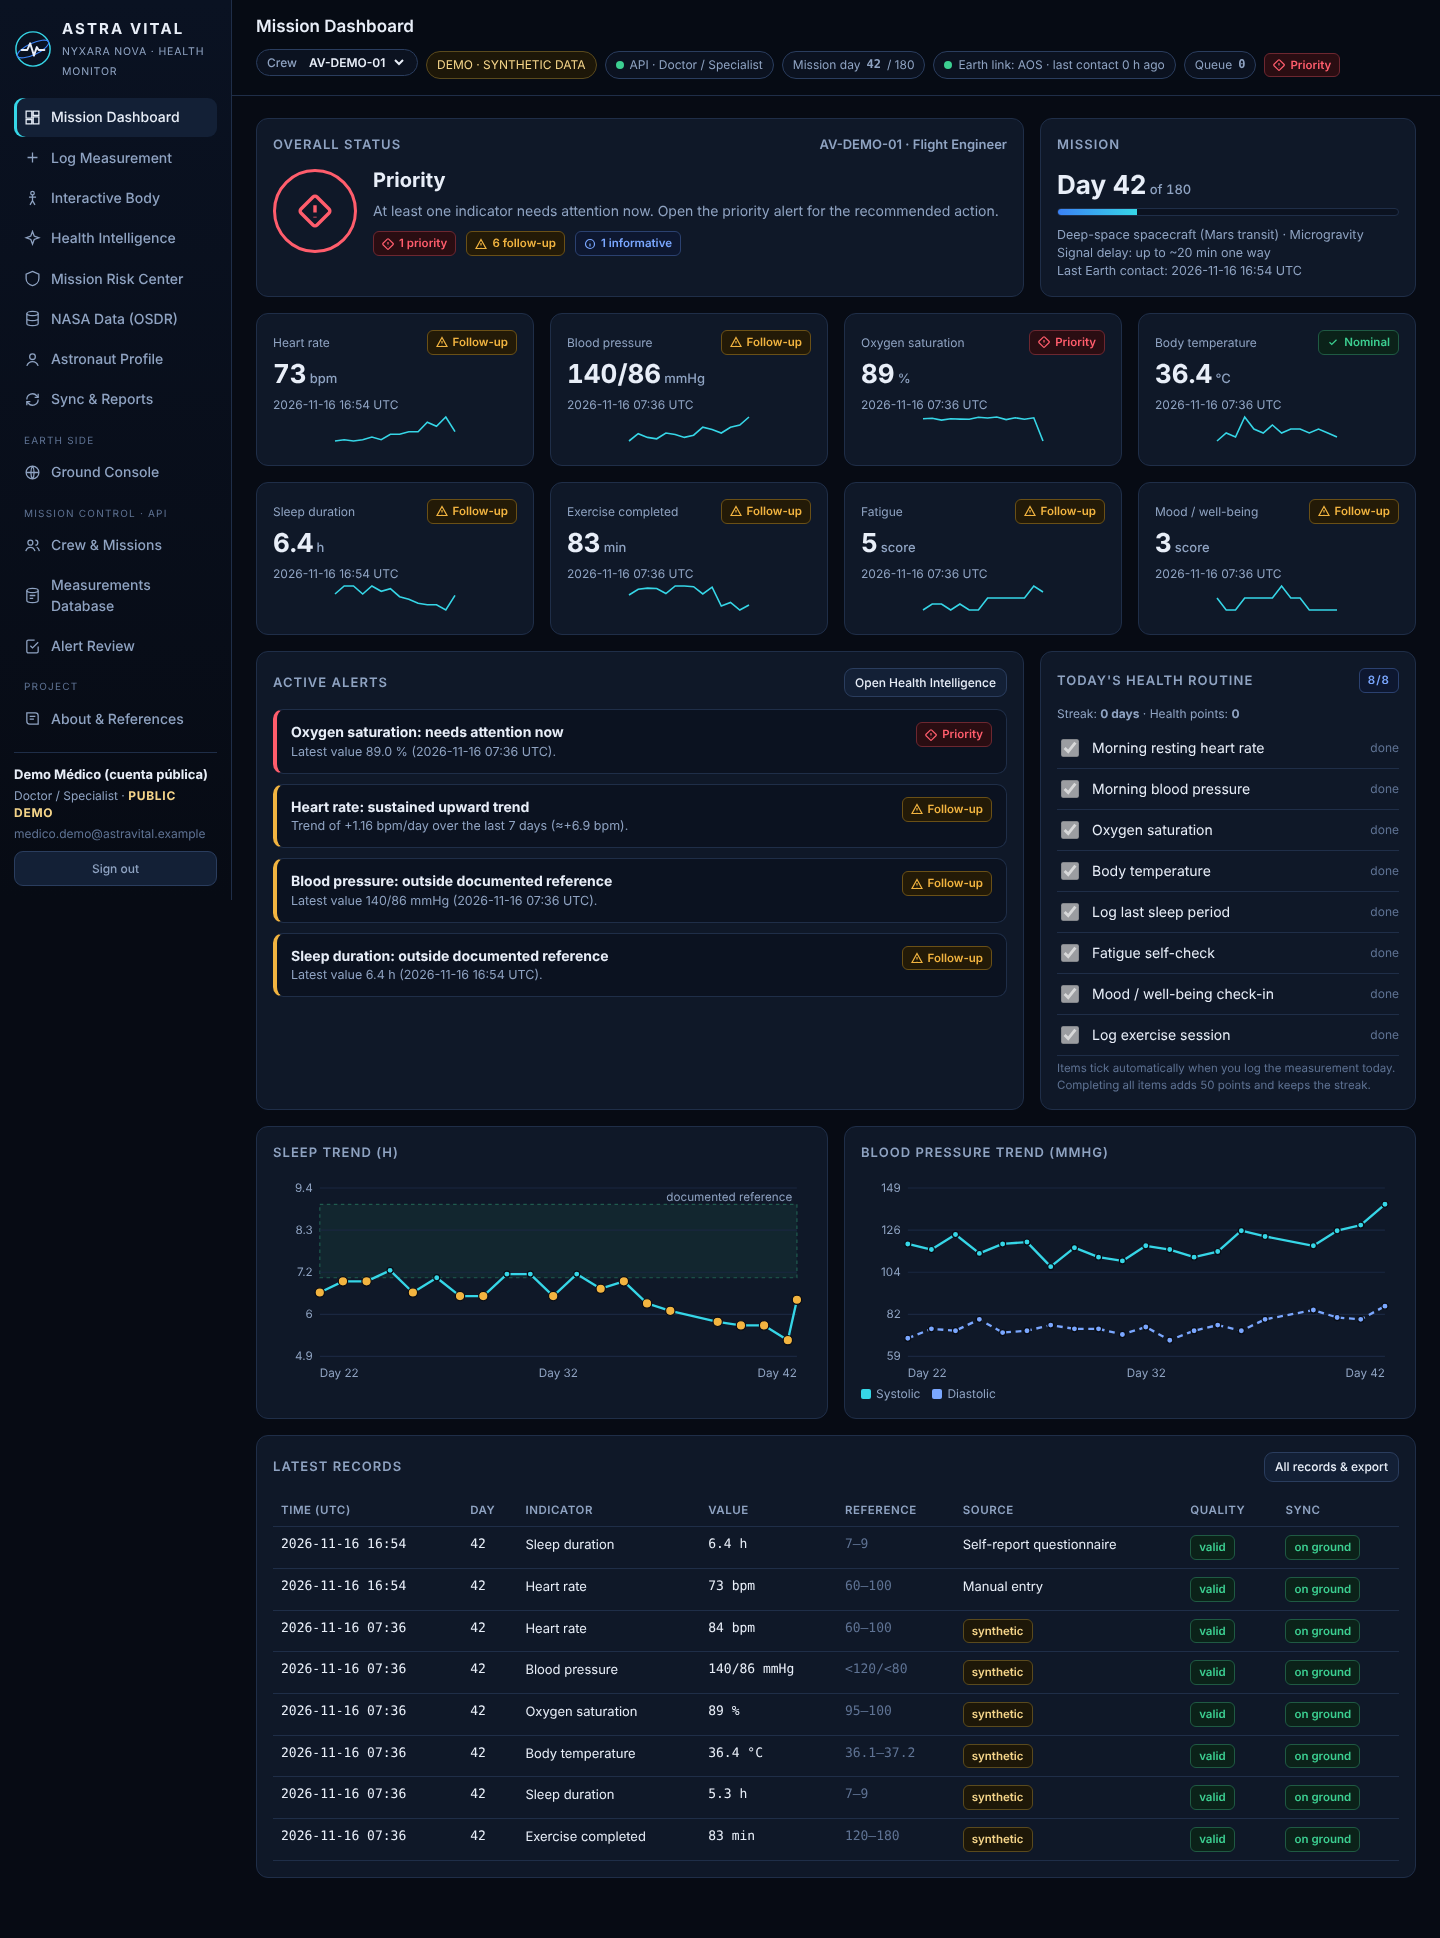 ASTRA VITAL
NYXARA NOVA · HEALTH
MONITOR
Mission Dashboard
Log Measurement
Interactive Body
Health Intelligence
Mission Risk Center
NASA Data (OSDR)
Astronaut Profile
Sync & Reports
EARTH SIDE
Ground Console
MISSION CONTROL · API
Crew & Missions
Measurements
Database
Alert Review
PROJECT
About & References
Demo Médico (cuenta pública)
Doctor / Specialist · PUBLIC
DEMO
medico.demo@astravital.example
Sign out
Mission Dashboard
Crew AV-DEMO-01 DEMO · SYNTHETIC DATA API · Doctor / Specialist Mission day 42 / 180 Earth link: AOS · last contact 0 h ago Queue 0 Priority
OVERALL STATUS AV-DEMO-01 · Flight Engineer
Priority
At least one indicator needs attention now. Open the priority alert for the recommended action.
1 priority 6 follow-up 1 informative
MISSION
Day 42 of 180
Deep-space spacecraft (Mars transit) · Microgravity
Signal delay: up to ~20 min one way
Last Earth contact: 2026-11-16 16:54 UTC
Heart rate Follow-up
73 bpm
2026-11-16 16:54 UTC
Blood pressure Follow-up
140/86 mmHg
2026-11-16 07:36 UTC
Oxygen saturation Priority
89 %
2026-11-16 07:36 UTC
Body temperature Nominal
36.4 °C
2026-11-16 07:36 UTC
Sleep duration Follow-up
6.4 h
2026-11-16 16:54 UTC
Exercise completed Follow-up
83 min
2026-11-16 07:36 UTC
Fatigue Follow-up
5 score
2026-11-16 07:36 UTC
Mood / well-being Follow-up
3 score
2026-11-16 07:36 UTC
ACTIVE ALERTS Open Health Intelligence
Oxygen saturation: needs attention now Priority
Latest value 89.0 % (2026-11-16 07:36 UTC).
Heart rate: sustained upward trend Follow-up
Trend of +1.16 bpm/day over the last 7 days (≈+6.9 bpm).
Blood pressure: outside documented reference Follow-up
Latest value 140/86 mmHg (2026-11-16 07:36 UTC).
Sleep duration: outside documented reference Follow-up
Latest value 6.4 h (2026-11-16 16:54 UTC).
TODAY'S HEALTH ROUTINE 8/8
Streak: 0 days · Health points: 0
Morning resting heart rate done
Morning blood pressure done
Oxygen saturation done
Body temperature done
Log last sleep period done
Fatigue self-check done
Mood / well-being check-in done
Log exercise session done
Items tick automatically when you log the measurement today.
Completing all items adds 50 points and keeps the streak.
SLEEP TREND (H)
documented reference
9.4
8.3
7.2
6
4.9
Day 22 Day 32 Day 42
BLOOD PRESSURE TREND (MMHG)
149
126
104
82
59
Day 22 Day 32 Day 42
Systolic Diastolic
LATEST RECORDS All records & export
TIME (UTC) DAY INDICATOR VALUE REFERENCE SOURCE QUALITY SYNC
2026-11-16 16:54 42 Sleep duration 6.4 h 7–9 Self-report questionnaire valid on ground
2026-11-16 16:54 42 Heart rate 73 bpm 60–100 Manual entry valid on ground
2026-11-16 07:36 42 Heart rate 84 bpm 60–100 synthetic valid on ground
2026-11-16 07:36 42 Blood pressure 140/86 mmHg <120/<80 synthetic valid on ground
2026-11-16 07:36 42 Oxygen saturation 89 % 95–100 synthetic valid on ground
2026-11-16 07:36 42 Body temperature 36.4 °C 36.1–37.2 synthetic valid on ground
2026-11-16 07:36 42 Sleep duration 5.3 h 7–9 synthetic valid on ground
2026-11-16 07:36 42 Exercise completed 83 min 120–180 synthetic valid on ground